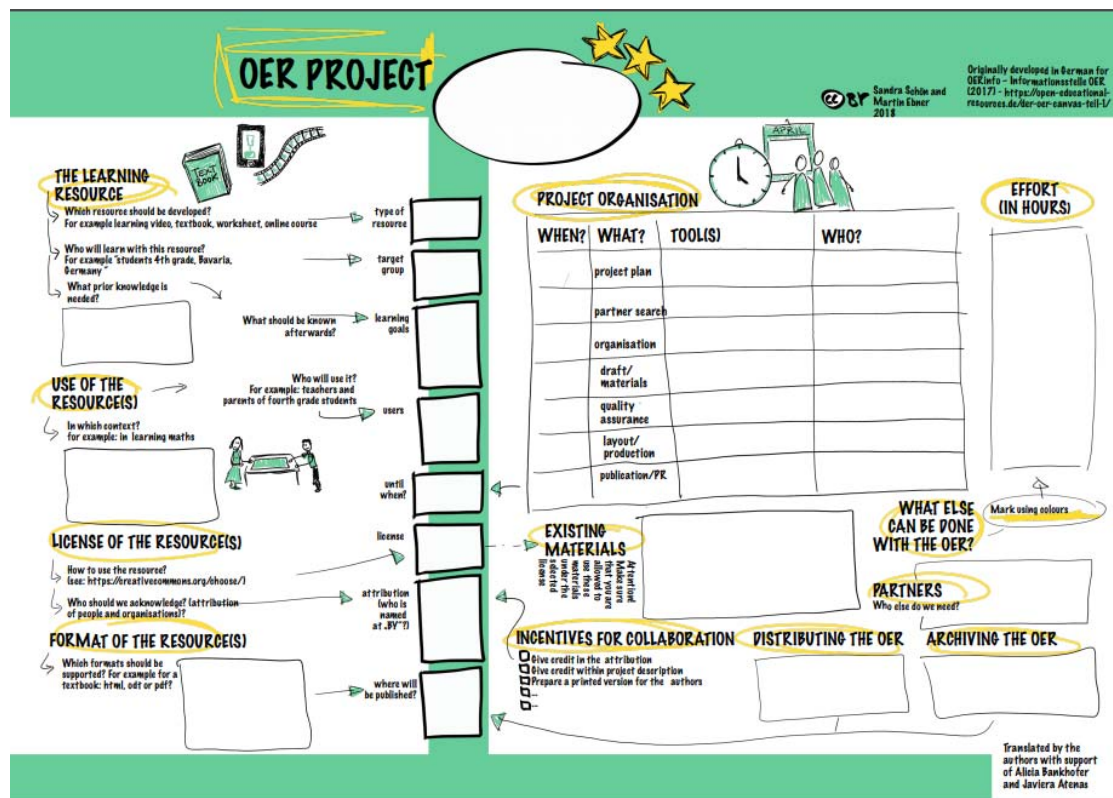 OER PROJECT
cc BY
Sandra Schön and
Martin Ebner
2018
Originally developed in German for
OERinfo – Informationsstelle OER
(2017) - https://open-educational-
resources.de/der-oer-canvas-teil-1/
TEXT
BOOK
APRIL
THE LEARNING
RESOURCE
Which resource should be developed?
For example learning video, textbook, worksheet, online course
type of
resource
Who will learn with this resource?
For example "students 4th grade, Bavaria,
Germany"
target
group
What prior knowledge is
needed?
What should be known
afterwards?
learning
goals
USE OF THE
RESOURCE(S)
Who will use it?
For example: teachers and
parents of fourth grade students
users
In which context?
for example: in learning maths
until
when?
LICENSE OF THE RESOURCE(S)
license
How to use the resource?
(see: https://creativecommons.org/choose/)
Who should we acknowledge? (attribution
of people and organisations)?
attribution
(who is
named
at „BY"?)
FORMAT OF THE RESOURCE(S)
Which formats should be
supported? For example for a
textbook: html, odt or pdf?
where will
be published?
PROJECT ORGANISATION
WHEN? WHAT? TOOL(S) WHO?
project plan
partner search
organisation
draft/
materials
quality
assurance
layout/
production
publication/PR
EFFORT
(IN HOURS)
Mark using colours
EXISTING
MATERIALS
Attention!
Make sure
that you are
allowed to
use these
materials
under the
selected
license
WHAT ELSE
CAN BE DONE
WITH THE OER?
PARTNERS
Who else do we need?
INCENTIVES FOR COLLABORATION
Give credit in the attribution
Give credit within project description
Prepare a printed version for the authors
...
...
DISTRIBUTING THE OER
ARCHIVING THE OER
Translated by the
authors with support
of Alicia Bankhofer
and Javiera Atenas